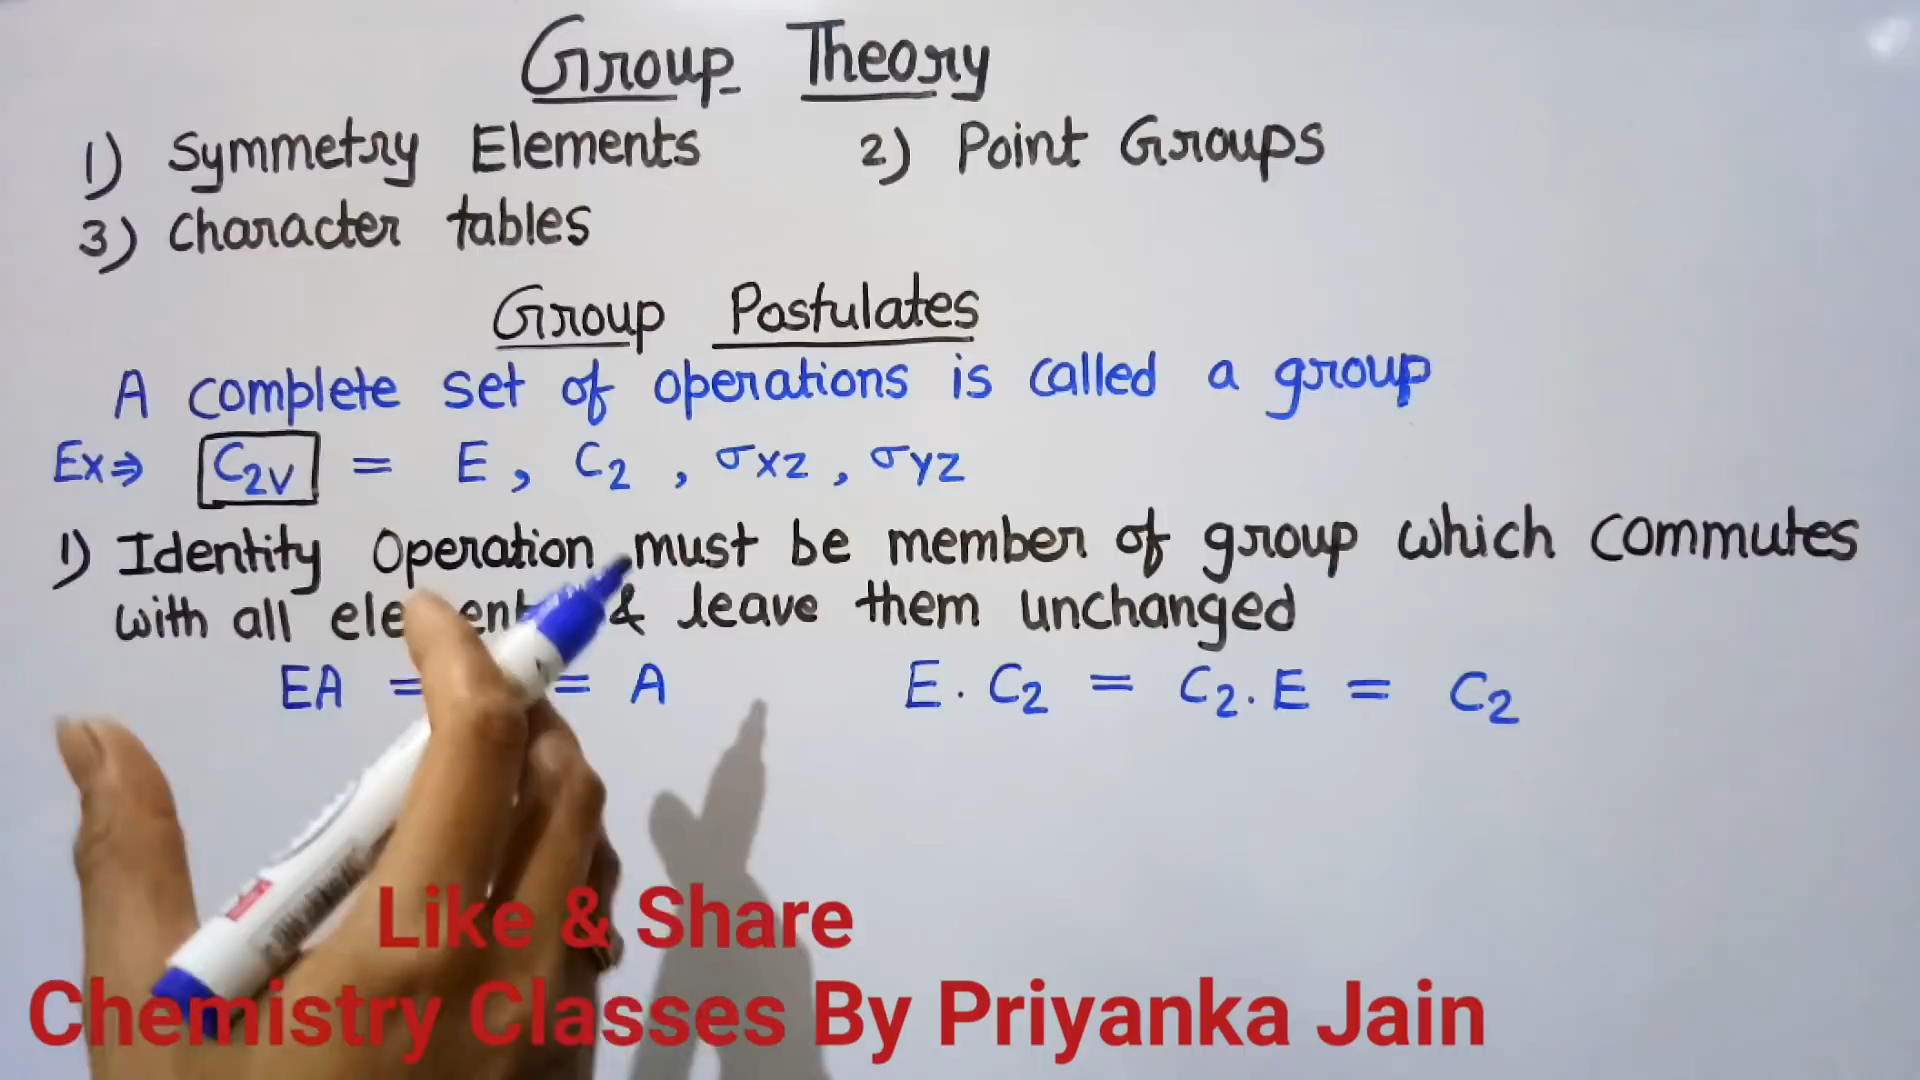 Group Theory
1) Symmetry Elements 2) Point Groups
3) Character tables
Group Postulates
A complete set of operations is called a group
Ex⇒ C2V = E, C2, σxz, σyz
1) Identity Operation must be member of group which commutes
with all & leave them unchanged
EA = = A E. C2 = C2. E = C2
Like & Share
Chemistry Classes By Priyanka Jain